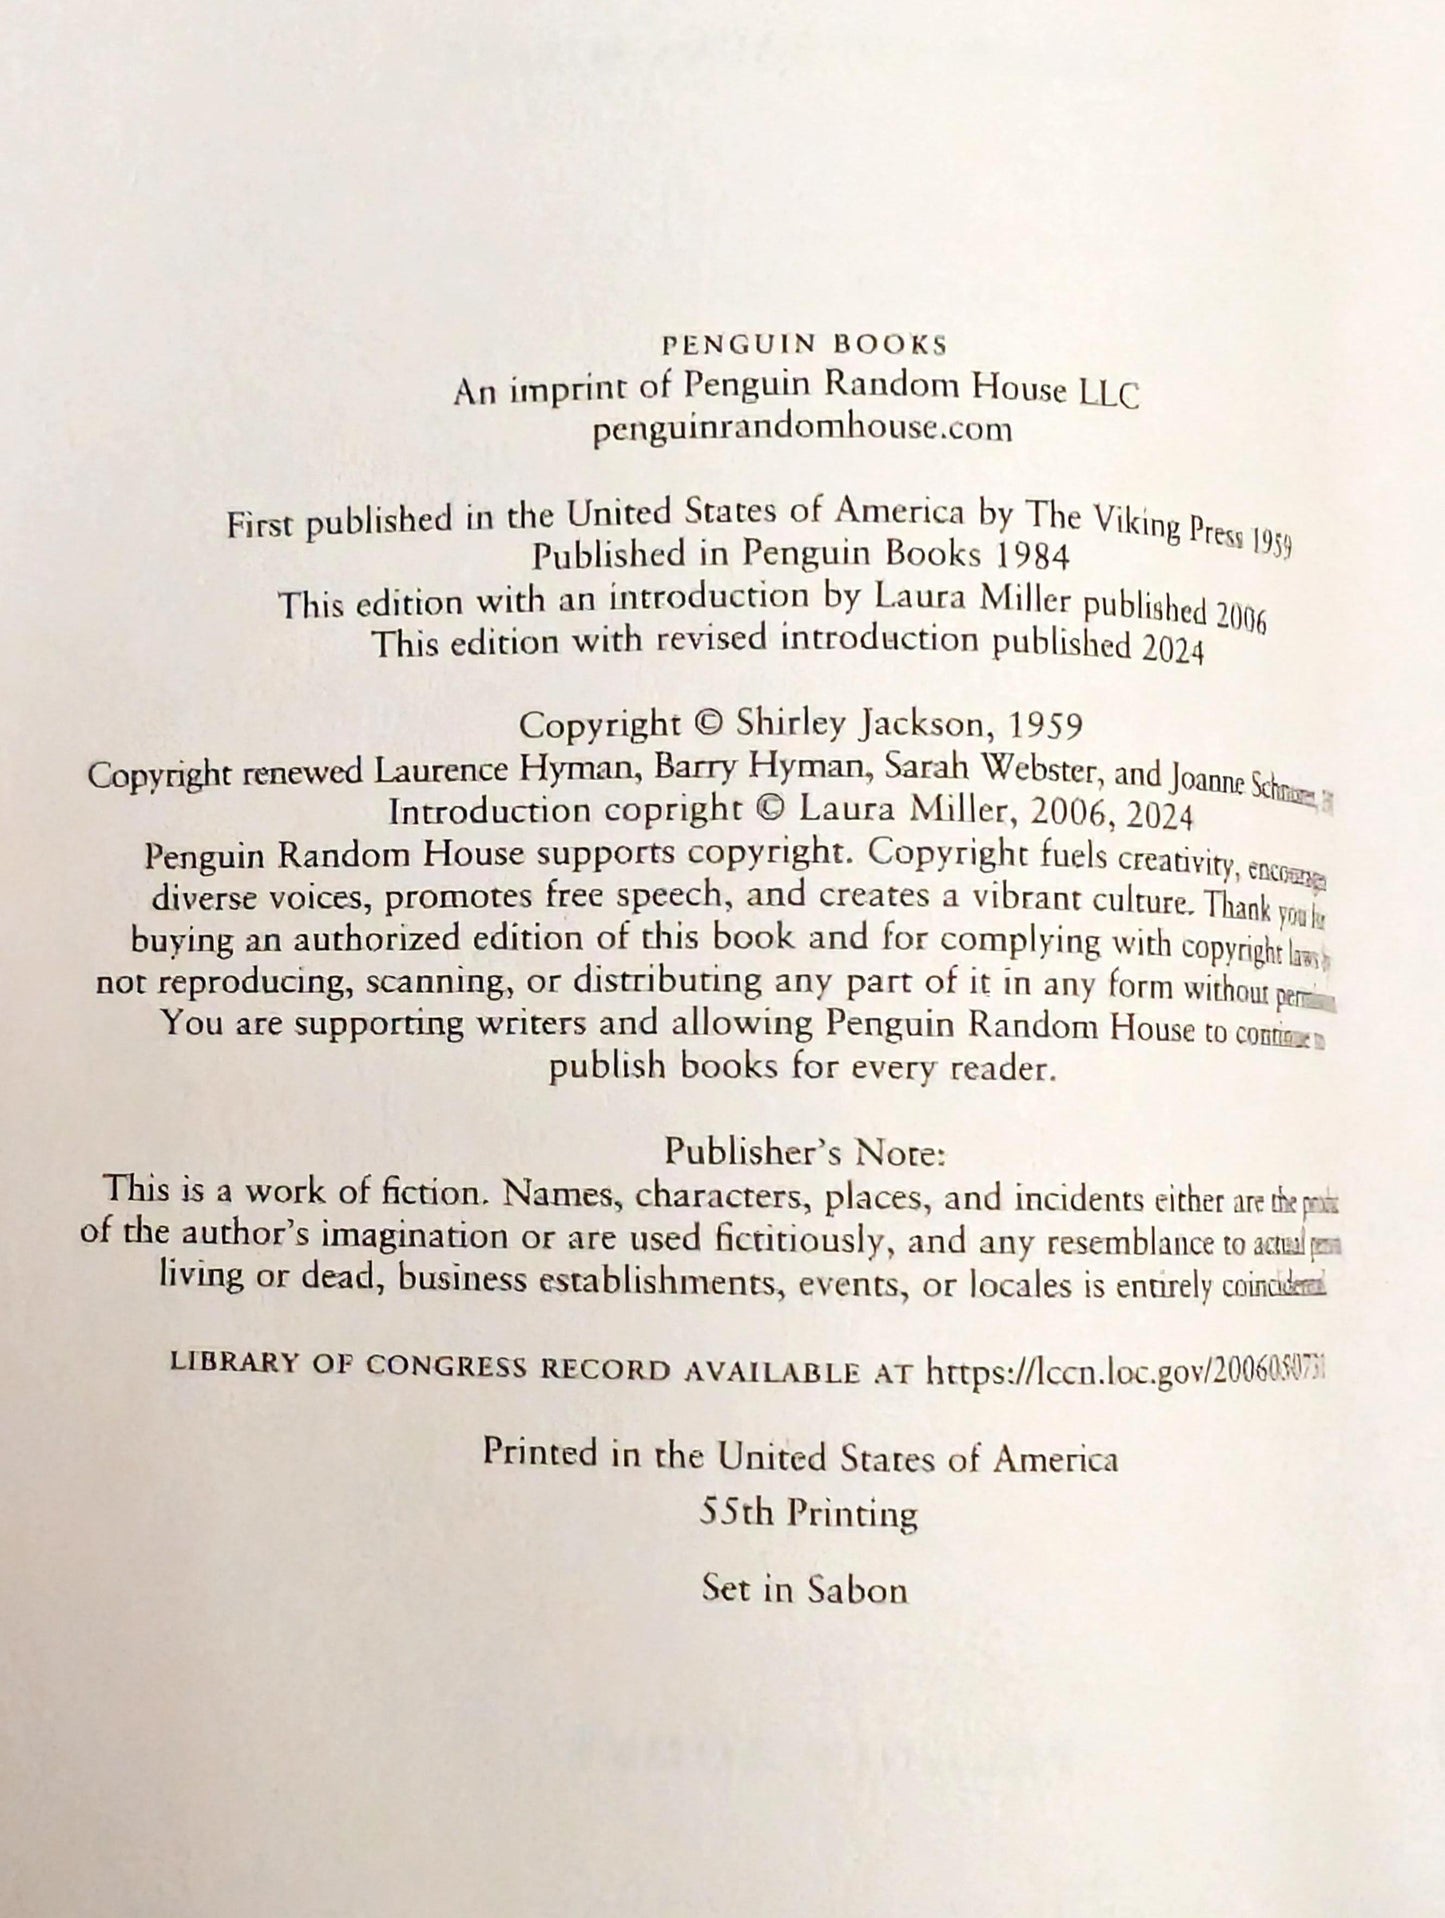 PENGUIN BOOKS
An imprint of Penguin Random House LLC
penguinrandomhouse.com
First published in the United States of America by The Viking Press 1959
Published in Penguin Books 1984
This edition with an introduction by Laura Miller published 2006
This edition with revised introduction published 2024
Copyright © Shirley Jackson, 1959
Copyright renewed Laurence Hyman, Barry Hyman, Sarah Webster, and Joanne
Introduction copright © Laura Miller, 2006, 2024
Penguin Random House supports copyright. Copyright fuels creativity,
diverse voices, promotes free speech, and creates a vibrant culture. Thank you
buying an authorized edition of this book and for complying with copyright laws
not reproducing, scanning, or distributing any part of it in any form without
You are supporting writers and allowing Penguin Random House to continue
publish books for every reader.
Publisher's Note:
This is a work of fiction. Names, characters, places, and incidents either are the
of the author's imagination or are used fictitiously, and any resemblance to actual
living or dead, business establishments, events, or locales is entirely
LIBRARY OF CONGRESS RECORD AVAILABLE AT
Printed in the United States of America
55th Printing
Set in Sabon